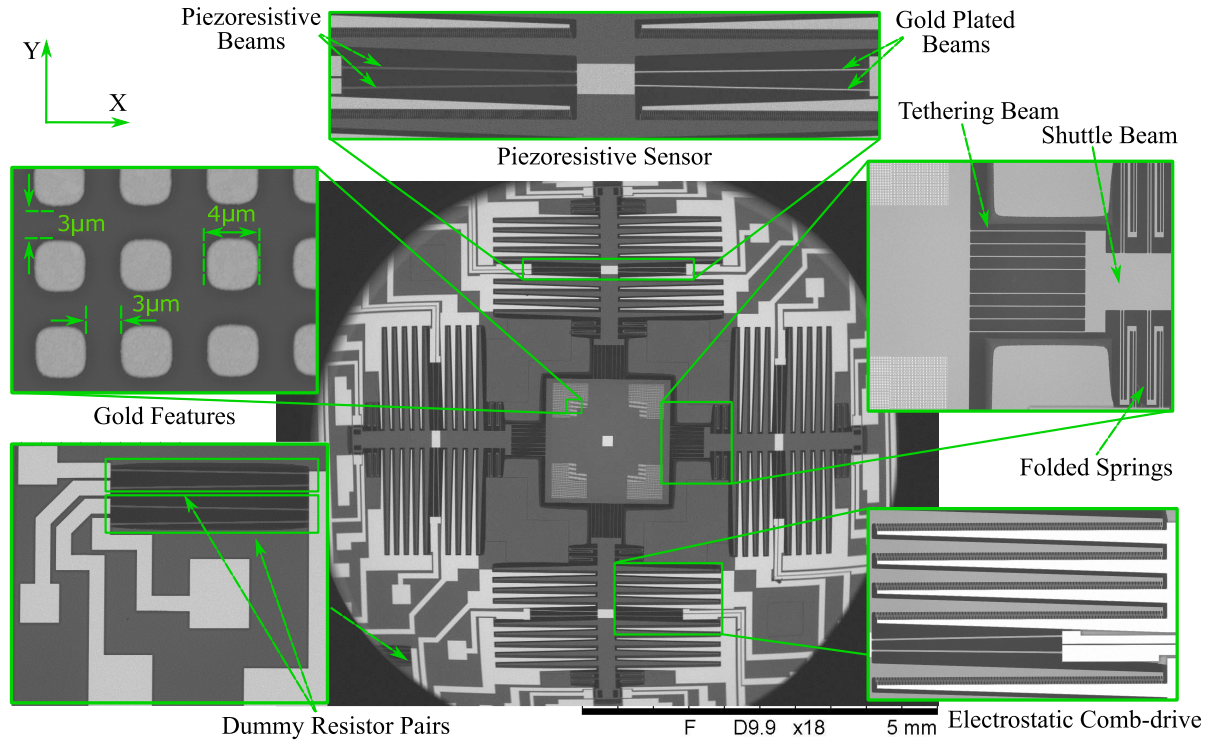 Piezoresistive
Beams
Gold Plated
Beams
Y
X
Tethering Beam
Shuttle Beam
Piezoresistive Sensor
3μm
4μm
3μm
Gold Features
Folded Springs
Dummy Resistor Pairs
Electrostatic Comb-drive
F D9.9 x18 5 mm